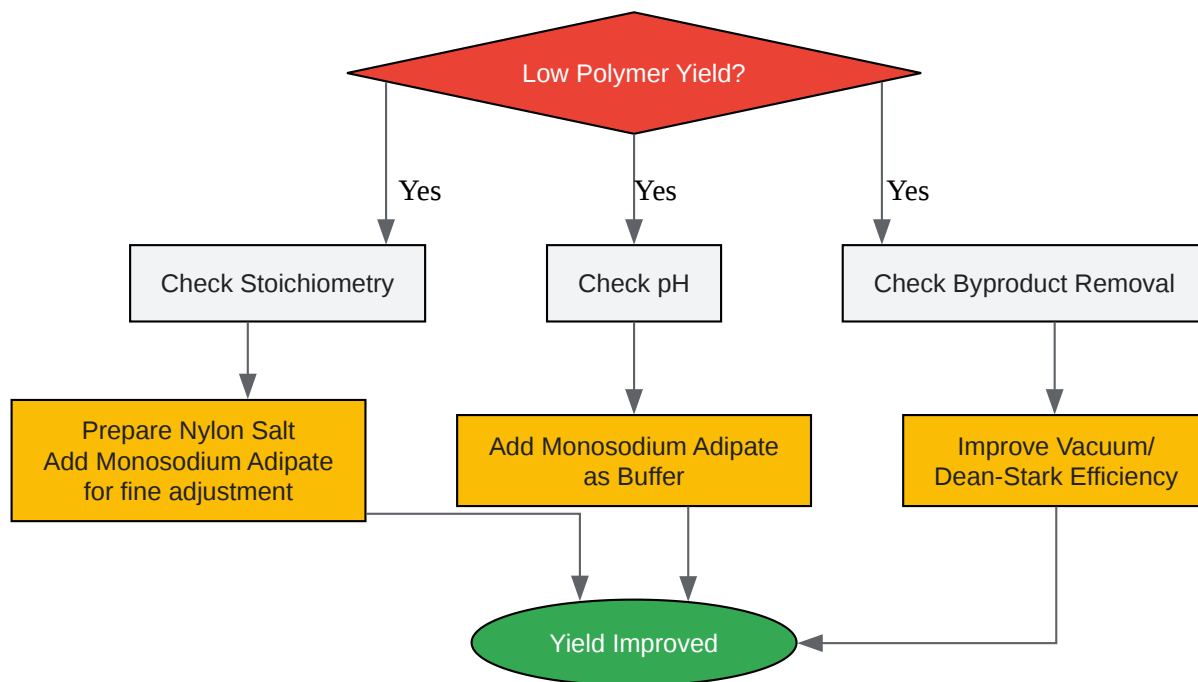 Low Polymer Yield?
Yes
Yes
Yes
Check Stoichiometry
Check pH
Check Byproduct Removal
Prepare Nylon Salt
Add Monosodium Adipate
for fine adjustment
Add Monosodium Adipate
as Buffer
Improve Vacuum/
Dean-Stark Efficiency
Yield Improved